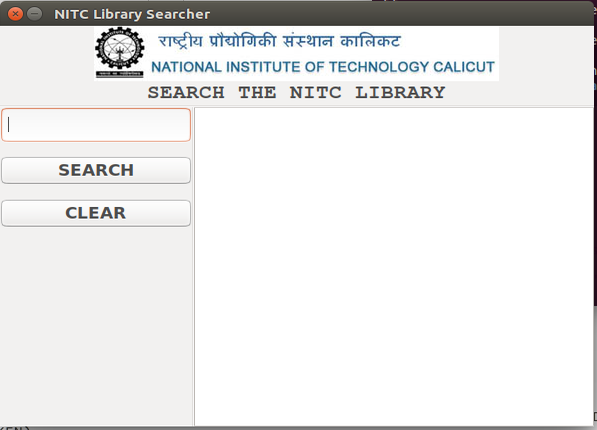 NITC Library Searcher
राष्ट्रीय प्रौद्योगिकी संस्थान कालिकट
NATIONAL INSTITUTE OF TECHNOLOGY CALICUT
SEARCH THE NITC LIBRARY
SEARCH
CLEAR